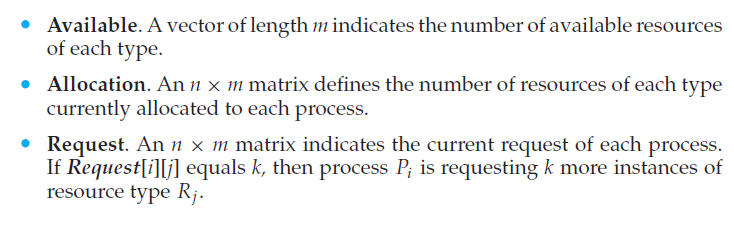 • Available. A vector of length m indicates the number of available resources
of each type.
• Allocation. An n × m matrix defines the number of resources of each type
currently allocated to each process.
• Request. An n × m matrix indicates the current request of each process.
If Request[i][j] equals k, then process Pi is requesting k more instances of
resource type Rj.